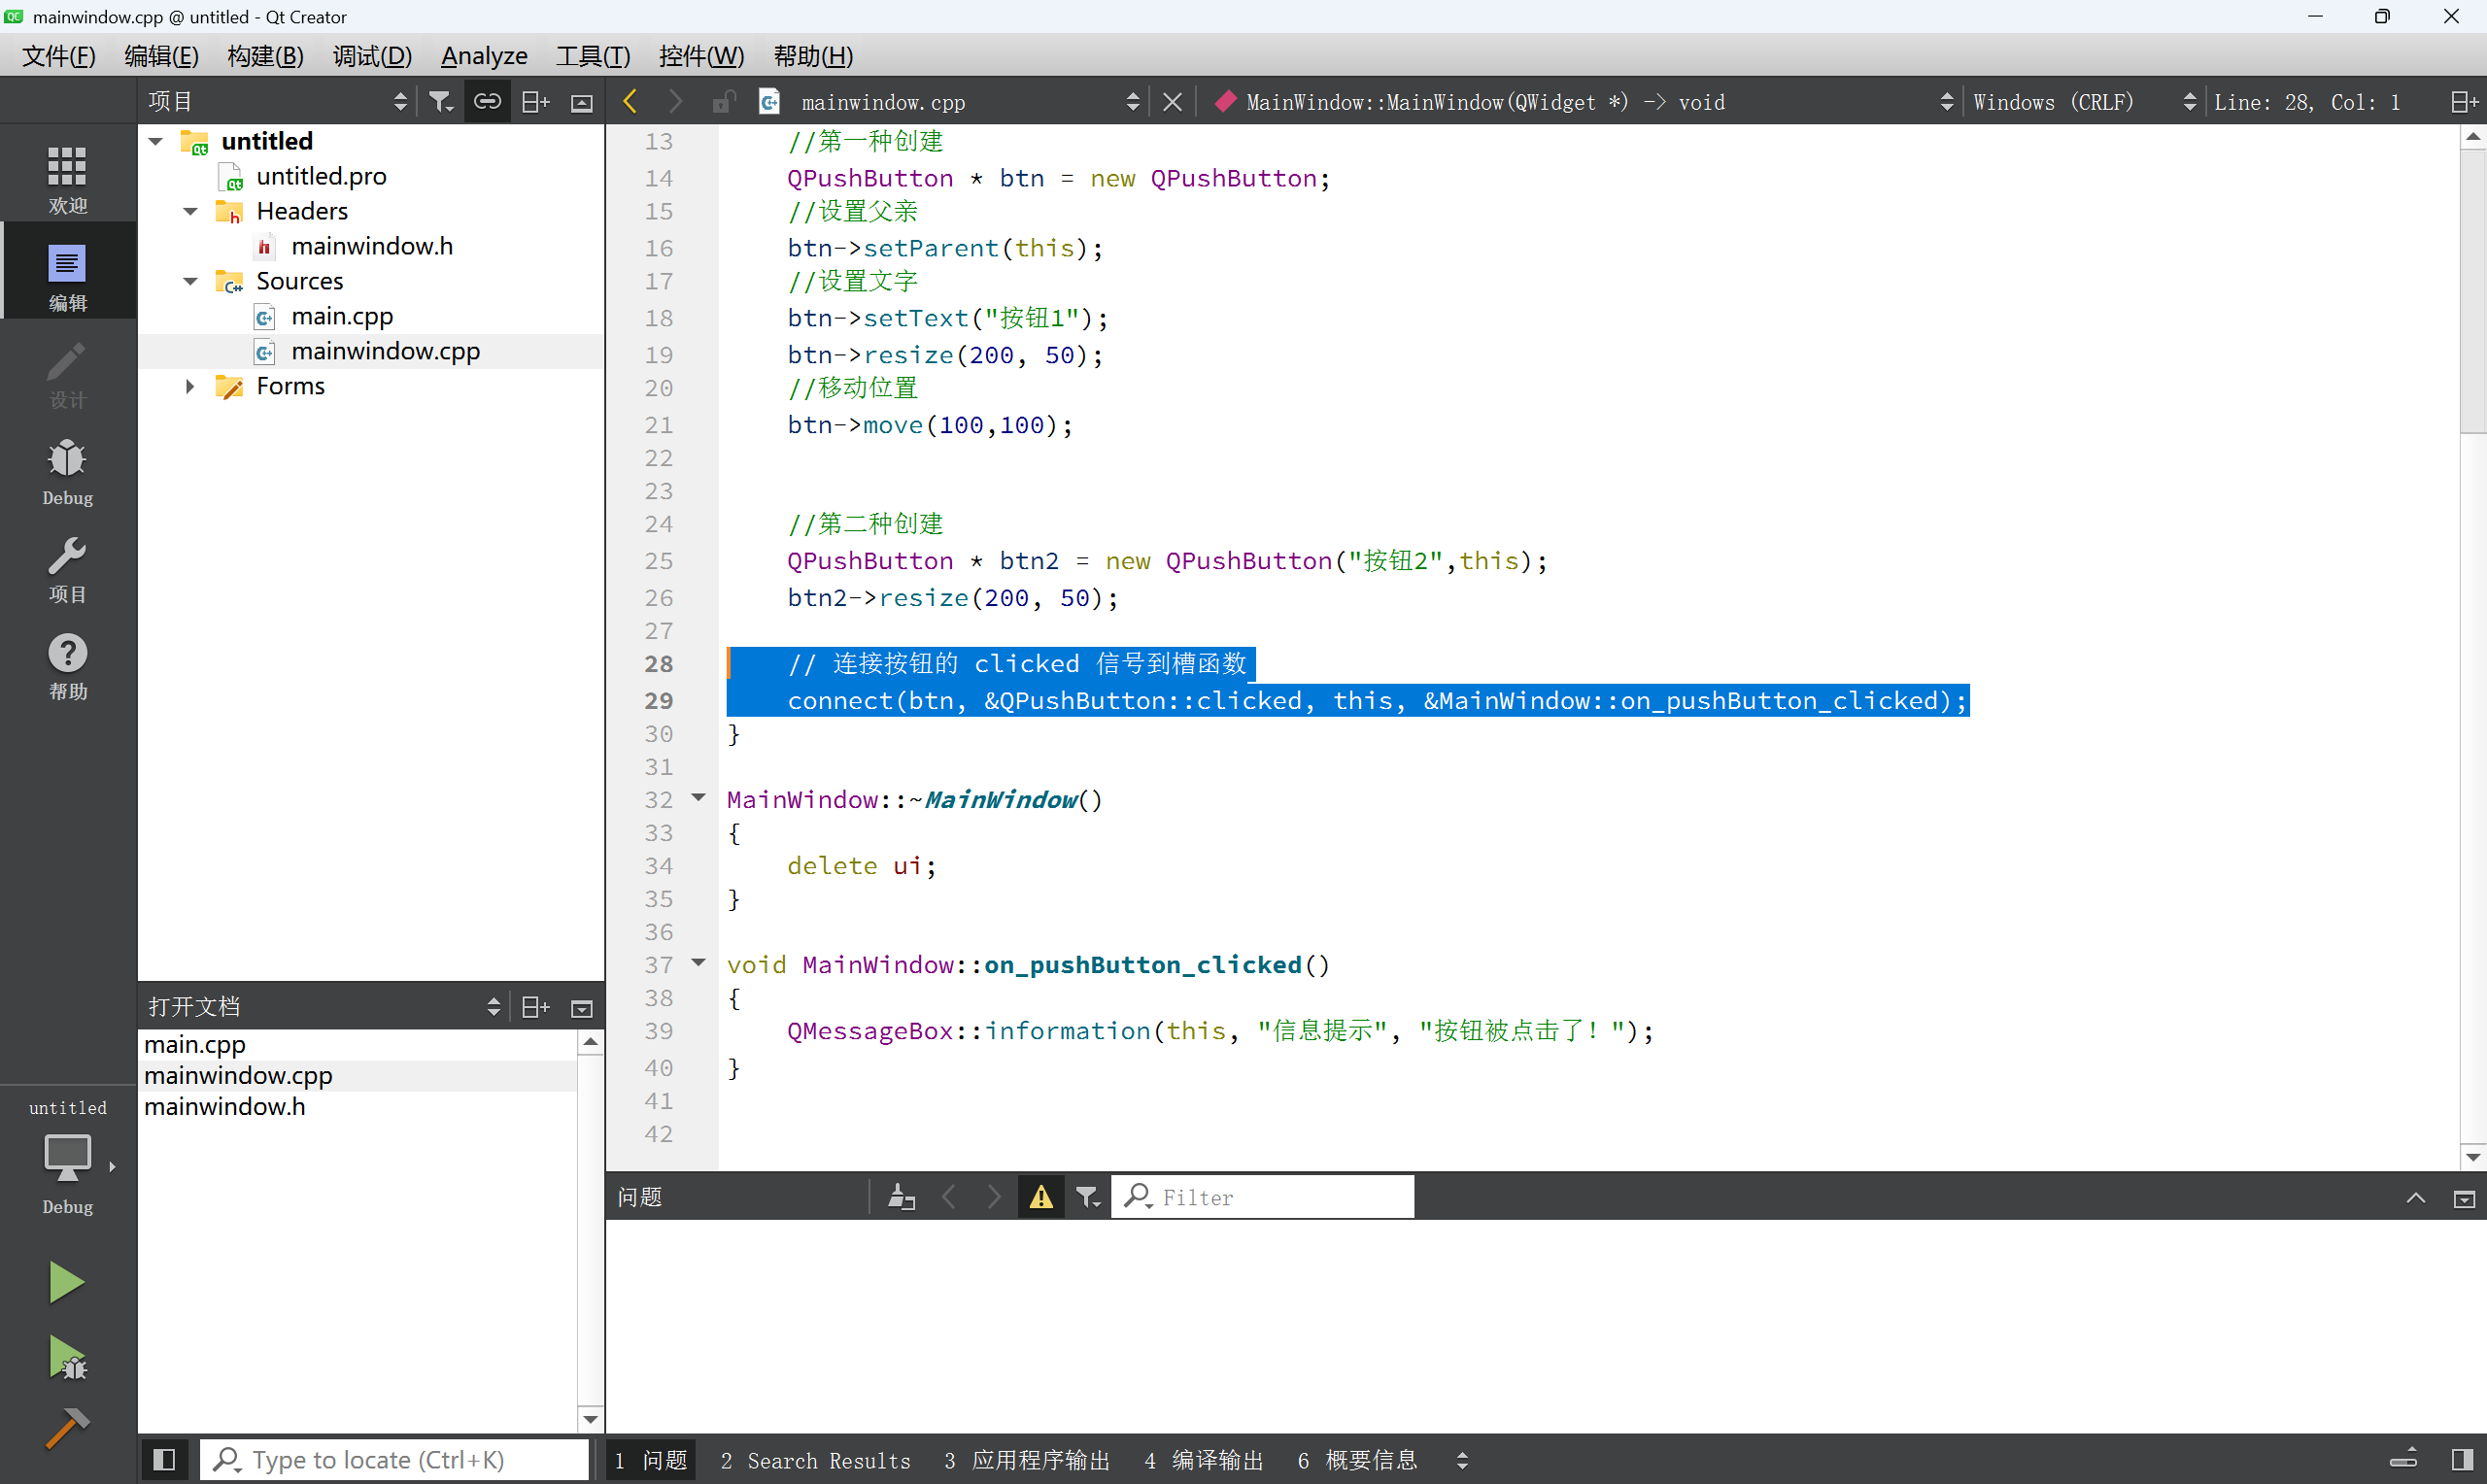 mainwindow.cpp @ untitled - Qt Creator
文件(F) 编辑(E) 构建(B) 调试(D) Analyze 工具(T) 控件(W) 帮助(H)
项目
mainwindow.cpp
MainWindow::MainWindow(QWidget *) -> void
Windows (CRLF)
Line: 28, Col: 1
欢迎
编辑
设计
Debug
项目
帮助
untitled
Debug
untitled
untitled.pro
Headers
mainwindow.h
Sources
main.cpp
mainwindow.cpp
Forms
打开文档
main.cpp
mainwindow.cpp
mainwindow.h
13 //第一种创建
14 QPushButton * btn = new QPushButton;
15 //设置父亲
16 btn->setParent(this);
17 //设置文字
18 btn->setText("按钮1");
19 btn->resize(200, 50);
20 //移动位置
21 btn->move(100,100);
22
23
24 //第二种创建
25 QPushButton * btn2 = new QPushButton("按钮2",this);
26 btn2->resize(200, 50);
27
28 // 连接按钮的 clicked 信号到槽函数
29 connect(btn, &QPushButton::clicked, this, &MainWindow::on_pushButton_clicked);
30 }
31
32 MainWindow::~MainWindow()
33 {
34 delete ui;
35 }
36
37 void MainWindow::on_pushButton_clicked()
38 {
39 QMessageBox::information(this, "信息提示", "按钮被点击了！");
40 }
41
42
问题
Filter
Type to locate (Ctrl+K)
1 问题 2 Search Results 3 应用程序输出 4 编译输出 6 概要信息